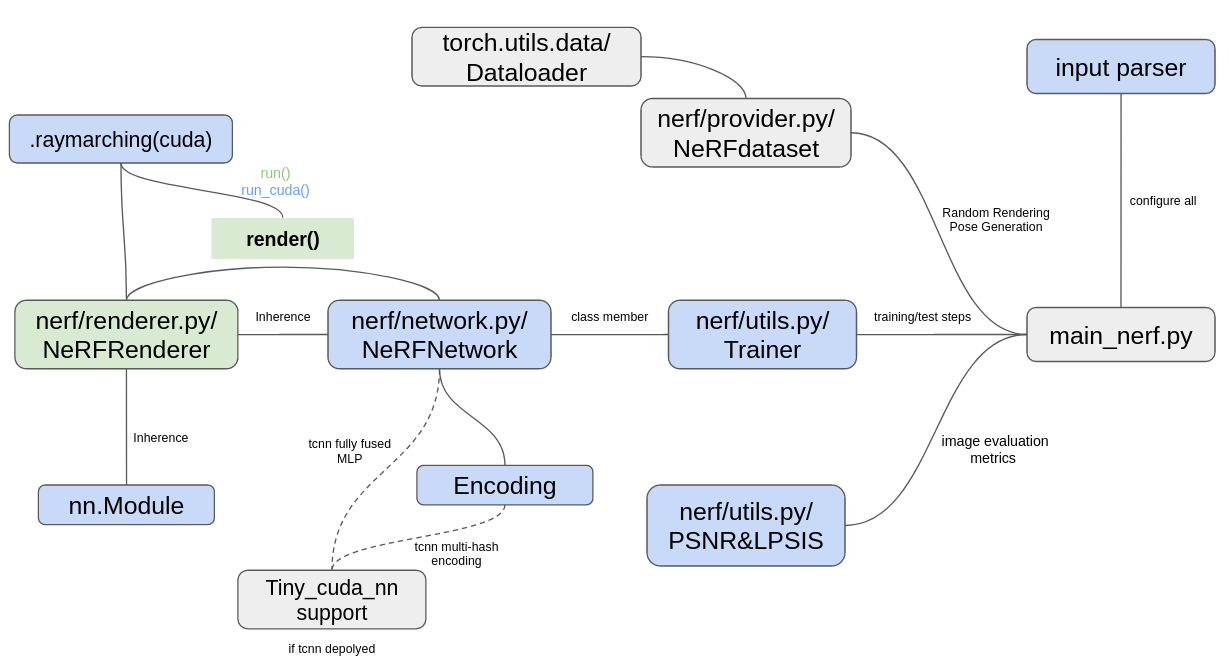 torch.utils.data/
Dataloader
input parser
nerf/provider.py/
NeRFdataset
.raymarching(cuda)
run()
run_cuda()
render()
configure all
Random Rendering
Pose Generation
nerf/renderer.py/
NeRFRenderer
Inherence
nerf/network.py/
NeRFNetwork
class member
nerf/utils.py/
Trainer
training/test steps
main_nerf.py
Inherence
tcnn fully fused
MLP
image evaluation
metrics
nn.Module
Encoding
nerf/utils.py/
PSNR&LPSIS
tcnn multi-hash
encoding
Tiny_cuda_nn
support
if tcnn depolyed